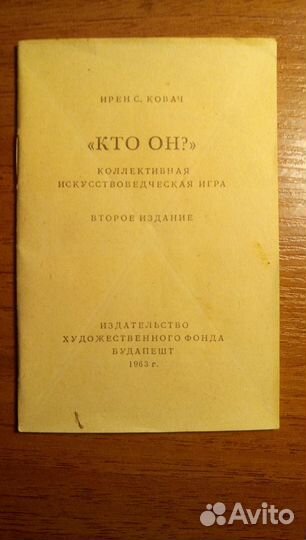 ИРЕН С. КОВАЧ
«КТО ОН?»
КОЛЛЕКТИВНАЯ
ИСКУССТВОВЕДЧЕСКАЯ ИГРА
ВТОРОЕ ИЗДАНИЕ
ИЗДАТЕЛЬСТВО
ХУДОЖЕСТВЕННОГО ФОНДА
БУДАПЕШТ
1963 г.
Avito